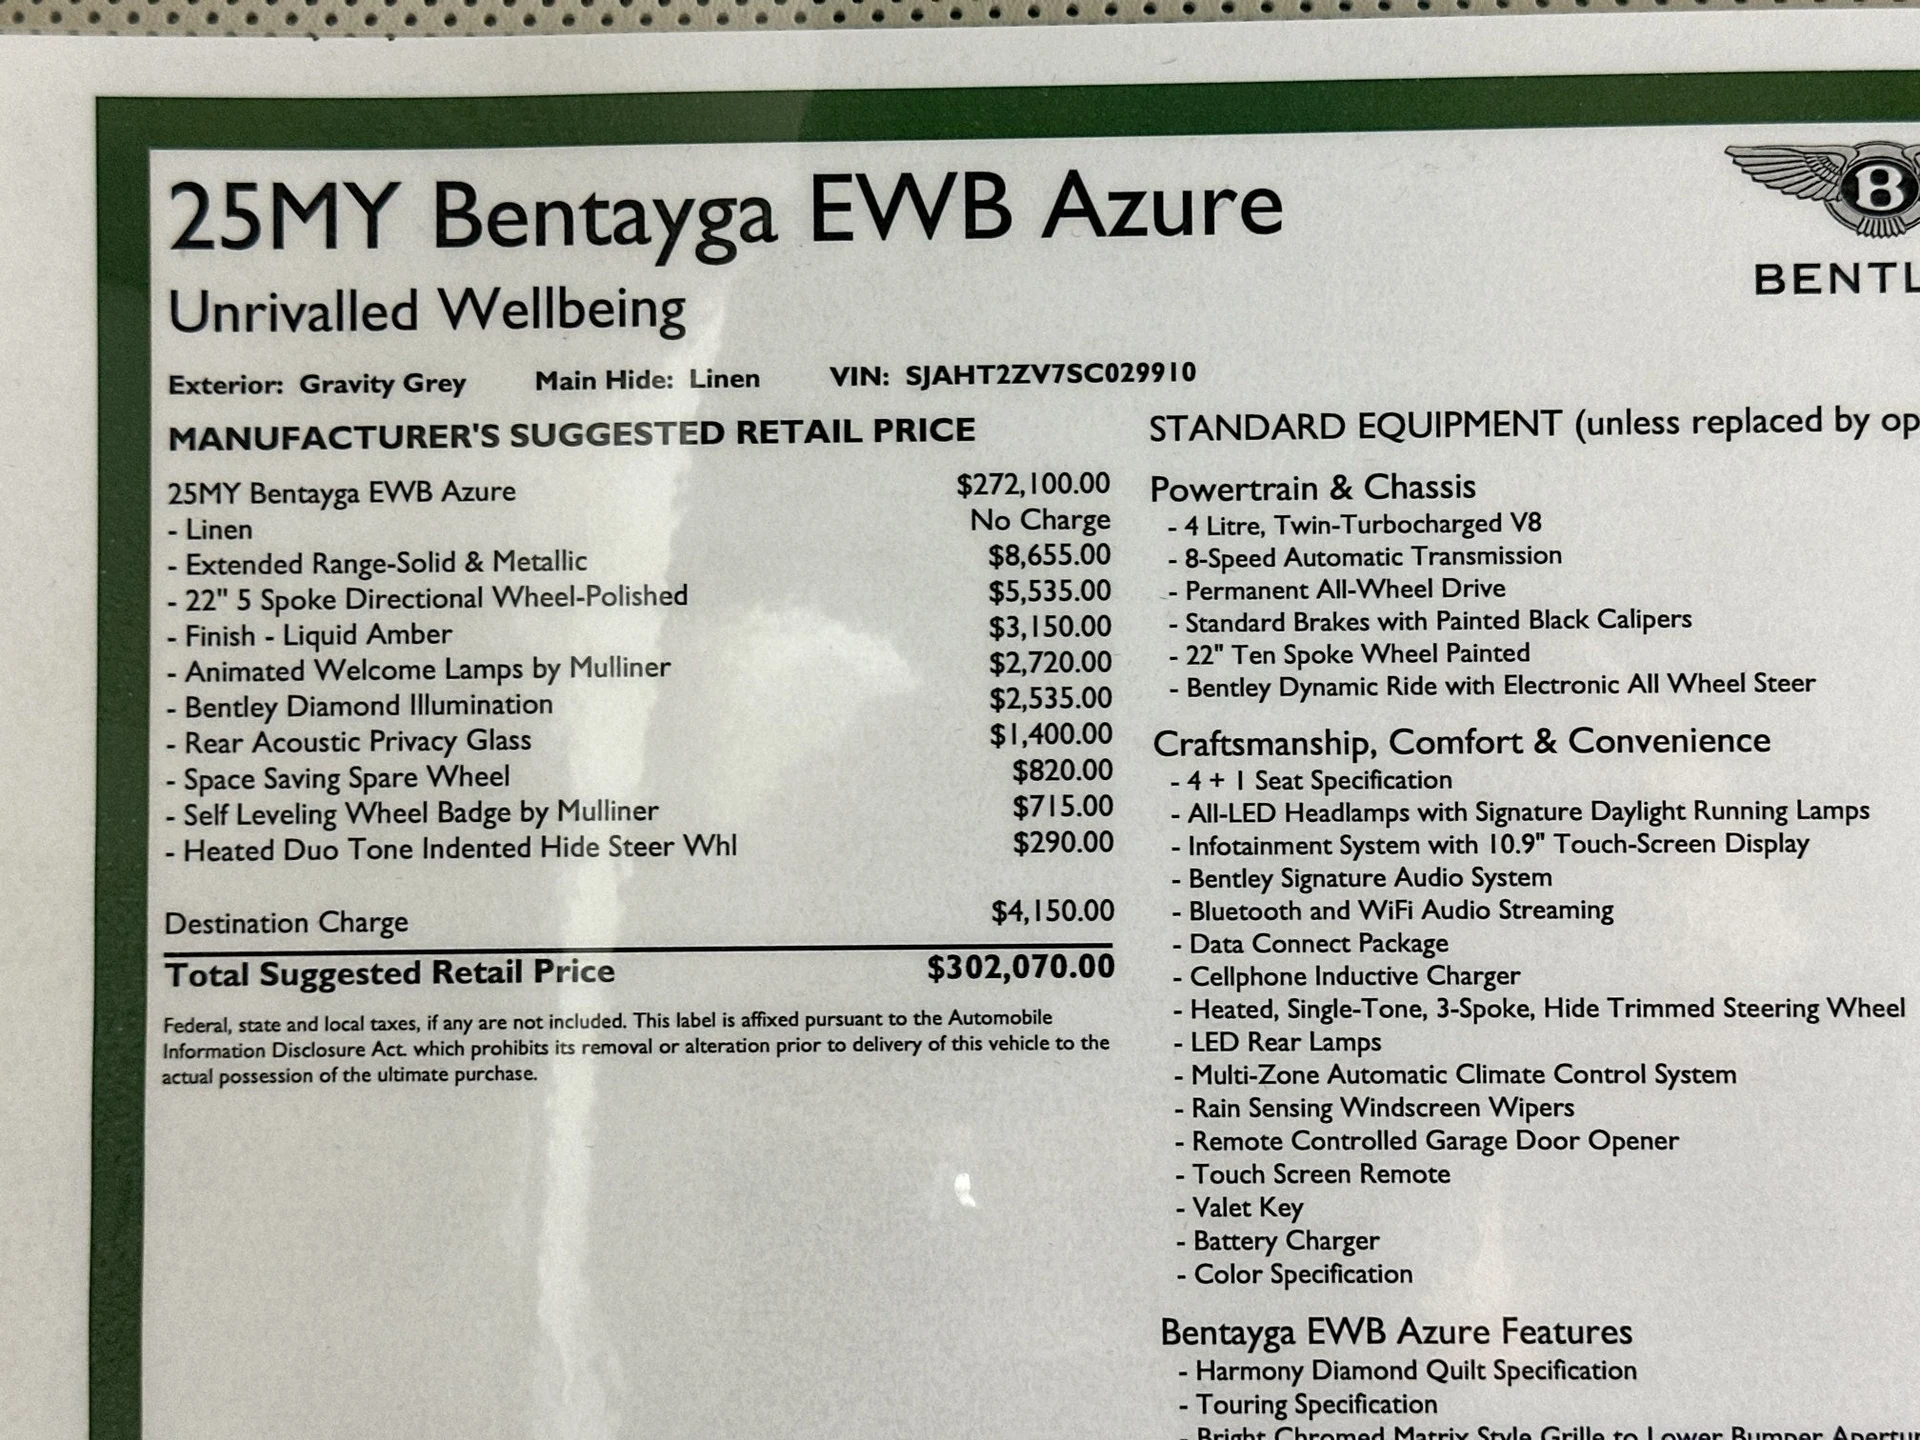 25MY Bentayga EWB Azure
Unrivalled Wellbeing
BENTL
Exterior: Gravity Grey Main Hide: Linen VIN: SJAHT2ZV7SC029910
MANUFACTURER'S SUGGESTED RETAIL PRICE
25MY Bentayga EWB Azure $272,100.00
- Linen No Charge
- Extended Range-Solid & Metallic $8,655.00
- 22" 5 Spoke Directional Wheel-Polished $5,535.00
- Finish - Liquid Amber $3,150.00
- Animated Welcome Lamps by Mulliner $2,720.00
- Bentley Diamond Illumination $2,535.00
- Rear Acoustic Privacy Glass $1,400.00
- Space Saving Spare Wheel $820.00
- Self Leveling Wheel Badge by Mulliner $715.00
- Heated Duo Tone Indented Hide Steer Whl $290.00
Destination Charge $4,150.00
Total Suggested Retail Price $302,070.00
Federal, state and local taxes, if any are not included. This label is affixed pursuant to the Automobile
Information Disclosure Act. which prohibits its removal or alteration prior to delivery of this vehicle to the
actual possession of the ultimate purchase.
STANDARD EQUIPMENT (unless replaced by op
Powertrain & Chassis
- 4 Litre, Twin-Turbocharged V8
- 8-Speed Automatic Transmission
- Permanent All-Wheel Drive
- Standard Brakes with Painted Black Calipers
- 22" Ten Spoke Wheel Painted
- Bentley Dynamic Ride with Electronic All Wheel Steer
Craftsmanship, Comfort & Convenience
- 4 + 1 Seat Specification
- All-LED Headlamps with Signature Daylight Running Lamps
- Infotainment System with 10.9" Touch-Screen Display
- Bentley Signature Audio System
- Bluetooth and WiFi Audio Streaming
- Data Connect Package
- Cellphone Inductive Charger
- Heated, Single-Tone, 3-Spoke, Hide Trimmed Steering Wheel
- LED Rear Lamps
- Multi-Zone Automatic Climate Control System
- Rain Sensing Windscreen Wipers
- Remote Controlled Garage Door Opener
- Touch Screen Remote
- Valet Key
- Battery Charger
- Color Specification
Bentayga EWB Azure Features
- Harmony Diamond Quilt Specification
- Touring Specification
- Bright Chromed Matrix Style Grille to Lower Bumper Apertur